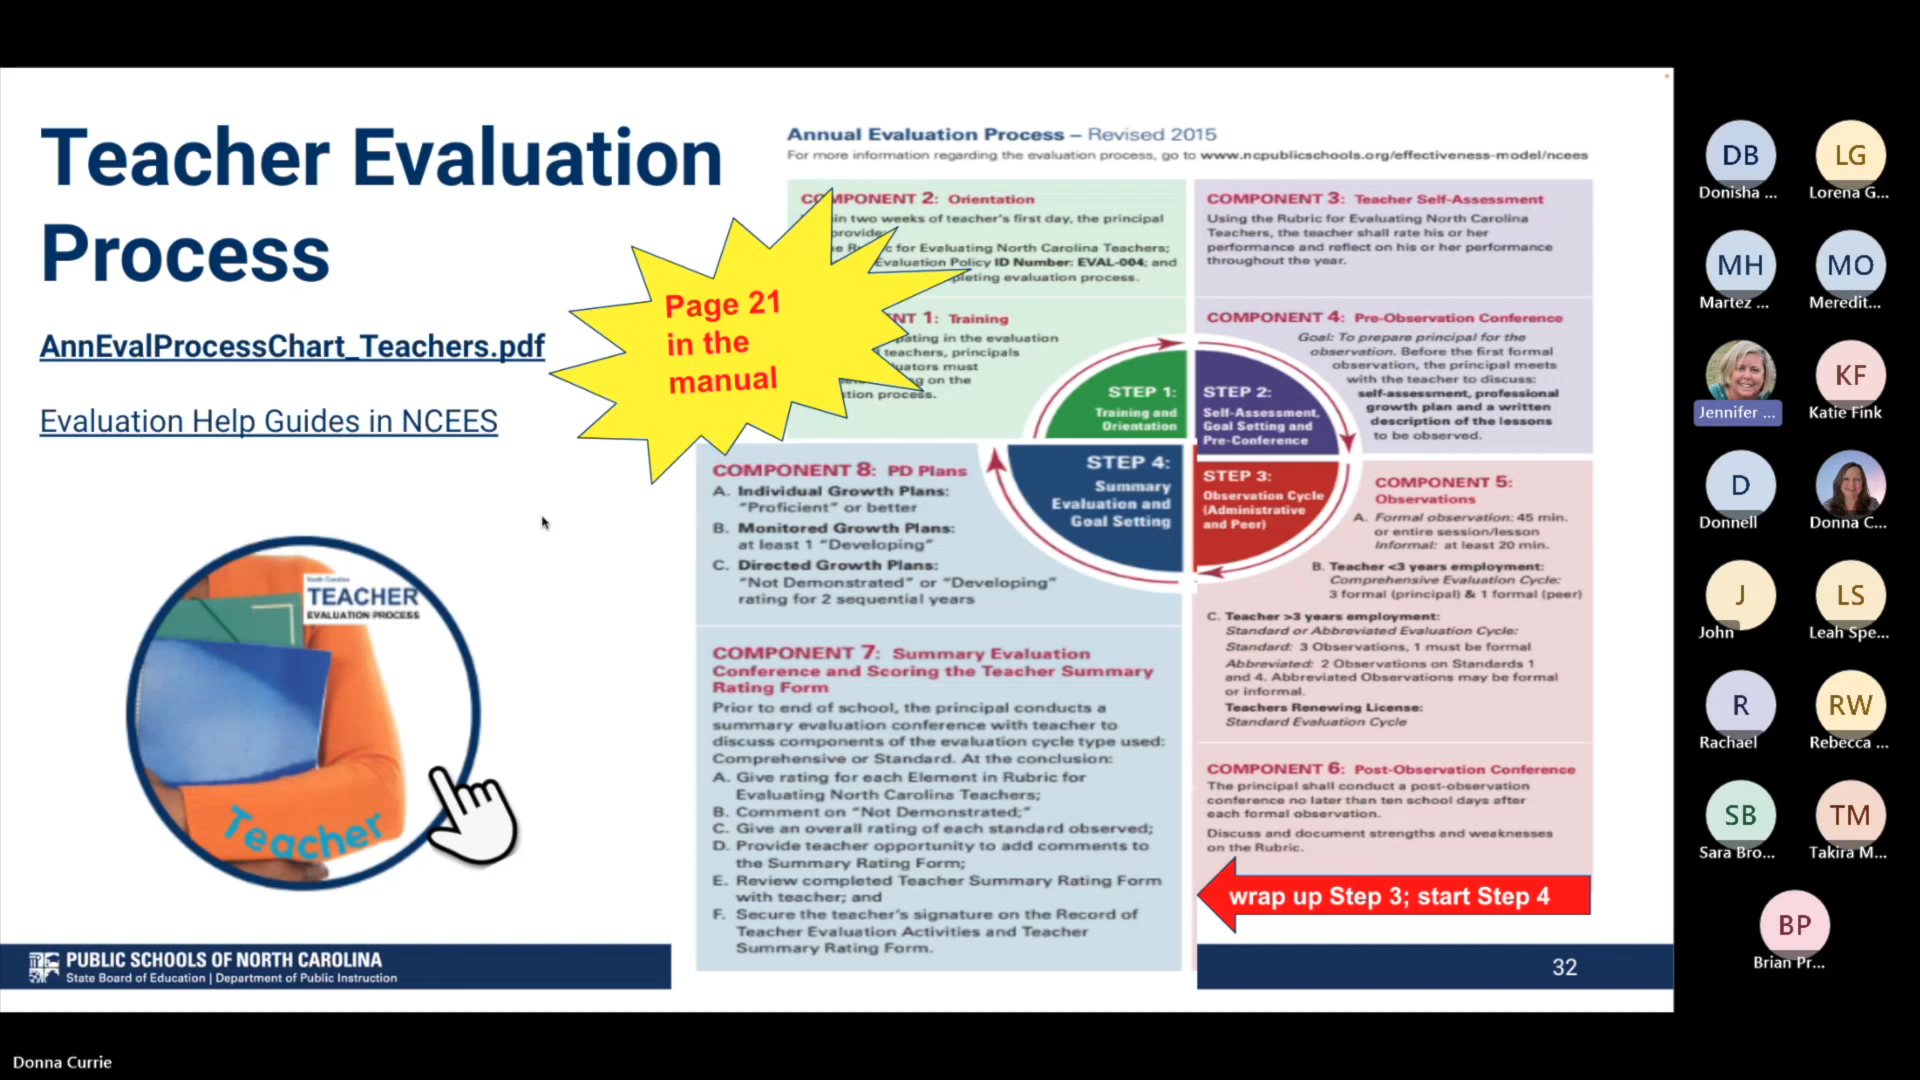 Teacher Evaluation
Process
AnnEvalProcessChart_Teachers.pdf
Evaluation Help Guides in NCEES
Page 21
in the
manual
North Carolina
TEACHER
EVALUATION PROCESS
Teacher
Annual Evaluation Process – Revised 2015
For more information regarding the evaluation process, go to www.ncpublicschools.org/effectiveness-model/ncees
COMPONENT 2: Orientation
in two weeks of teacher's first day, the principal
provide
for Evaluating North Carolina Teachers;
Evaluation Policy ID Number: EVAL-004; and
pleting evaluation process.
NT 1: Training
pating in the evaluation
teachers, principals
uators must
ng on the
tion process.
COMPONENT 3: Teacher Self-Assessment
Using the Rubric for Evaluating North Carolina
Teachers, the teacher shall rate his or her
performance and reflect on his or her performance
throughout the year.
COMPONENT 4: Pre-Observation Conference
Goal: To prepare principal for the
observation. Before the first formal
observation, the principal meets
with the teacher to discuss:
self-assessment, professional
growth plan and a written
description of the lessons
to be observed.
STEP 1:
Training and
Orientation
STEP 2:
Self-Assessment,
Goal Setting and
Pre-Conference
STEP 4:
Summary
Evaluation and
Goal Setting
STEP 3:
Observation Cycle
(Administrative
and Peer)
COMPONENT 8: PD Plans
A. Individual Growth Plans:
"Proficient" or better
B. Monitored Growth Plans:
at least 1 "Developing"
C. Directed Growth Plans:
"Not Demonstrated" or "Developing"
rating for 2 sequential years
COMPONENT 5:
Observations
A. Formal observation: 45 min.
or entire session/lesson
Informal: at least 20 min.
B. Teacher <3 years employment:
Comprehensive Evaluation Cycle:
3 formal (principal) & 1 formal (peer)
C. Teacher >3 years employment:
Standard or Abbreviated Evaluation Cycle:
Standard: 3 Observations, 1 must be formal
Abbreviated: 2 Observations on Standards 1
and 4. Abbreviated Observations may be formal
or informal.
Teachers Renewing License:
Standard Evaluation Cycle
COMPONENT 7: Summary Evaluation
Conference and Scoring the Teacher Summary
Rating Form
Prior to end of school, the principal conducts a
summary evaluation conference with teacher to
discuss components of the evaluation cycle type used:
Comprehensive or Standard. At the conclusion:
A. Give rating for each Element in Rubric for
Evaluating North Carolina Teachers;
B. Comment on "Not Demonstrated;"
C. Give an overall rating of each standard observed;
D. Provide teacher opportunity to add comments to
the Summary Rating Form;
E. Review completed Teacher Summary Rating Form
with teacher; and
F. Secure the teacher's signature on the Record of
Teacher Evaluation Activities and Teacher
Summary Rating Form.
COMPONENT 6: Post-Observation Conference
The principal shall conduct a post-observation
conference no later than ten school days after
each formal observation.
Discuss and document strengths and weaknesses
on the Rubric.
wrap up Step 3; start Step 4
PUBLIC SCHOOLS OF NORTH CAROLINA
State Board of Education | Department of Public Instruction
32
DB
Donisha ...
LG
Lorena G...
MH
Martez ...
MO
Meredit...
Jennifer ...
KF
Katie Fink
D
Donnell
Donna C...
J
John
LS
Leah Spe...
R
Rachael
RW
Rebecca ...
SB
Sara Bro...
TM
Takira M...
BP
Brian Pr...
Donna Currie